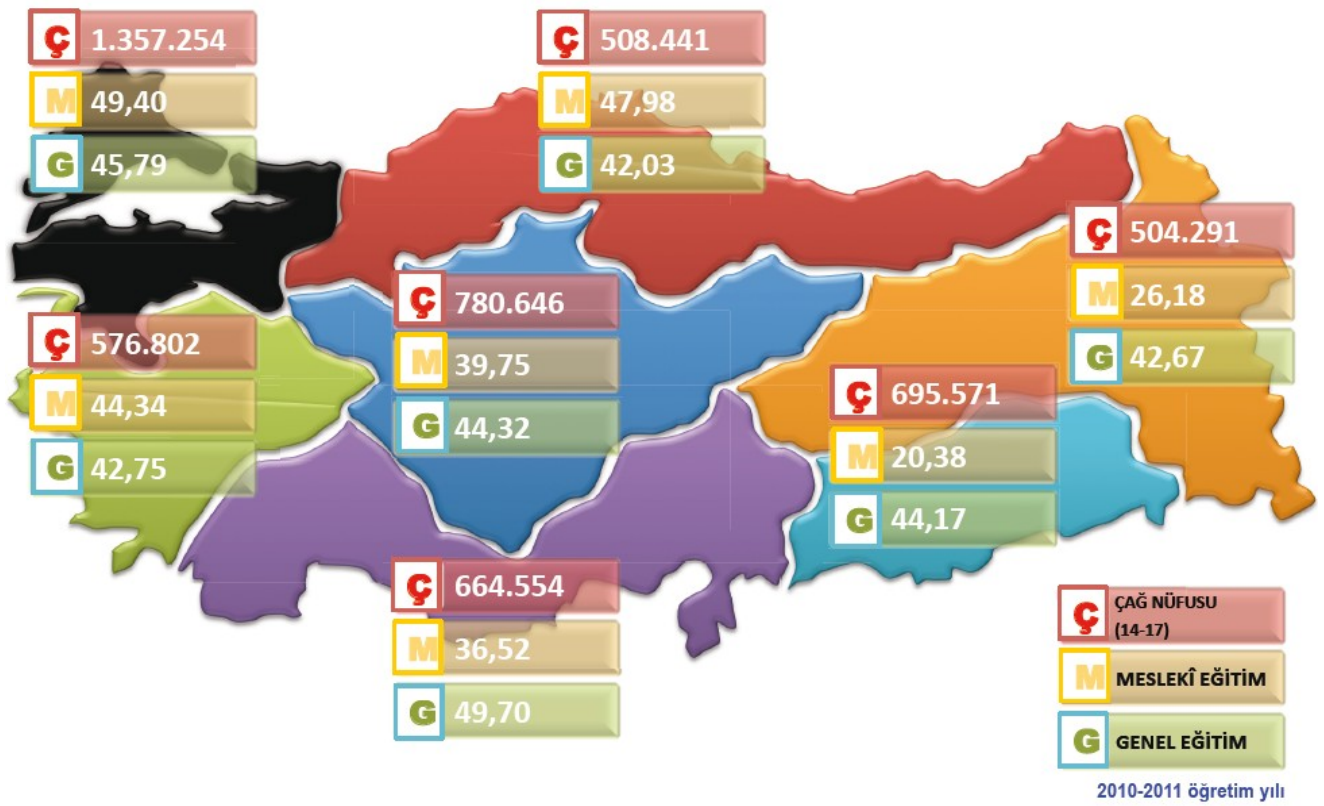 Ç 1.357.254
M 49,40
G 45,79
Ç 508.441
M 47,98
G 42,03
Ç 504.291
M 26,18
G 42,67
Ç 576.802
M 44,34
G 42,75
Ç 780.646
M 39,75
G 44,32
Ç 695.571
M 20,38
G 44,17
Ç 664.554
M 36,52
G 49,70
Ç ÇAĞ NÜFUSU
(14-17)
M MESLEKÎ EĞİTİM
G GENEL EĞİTİM
2010-2011 öğretim yılı